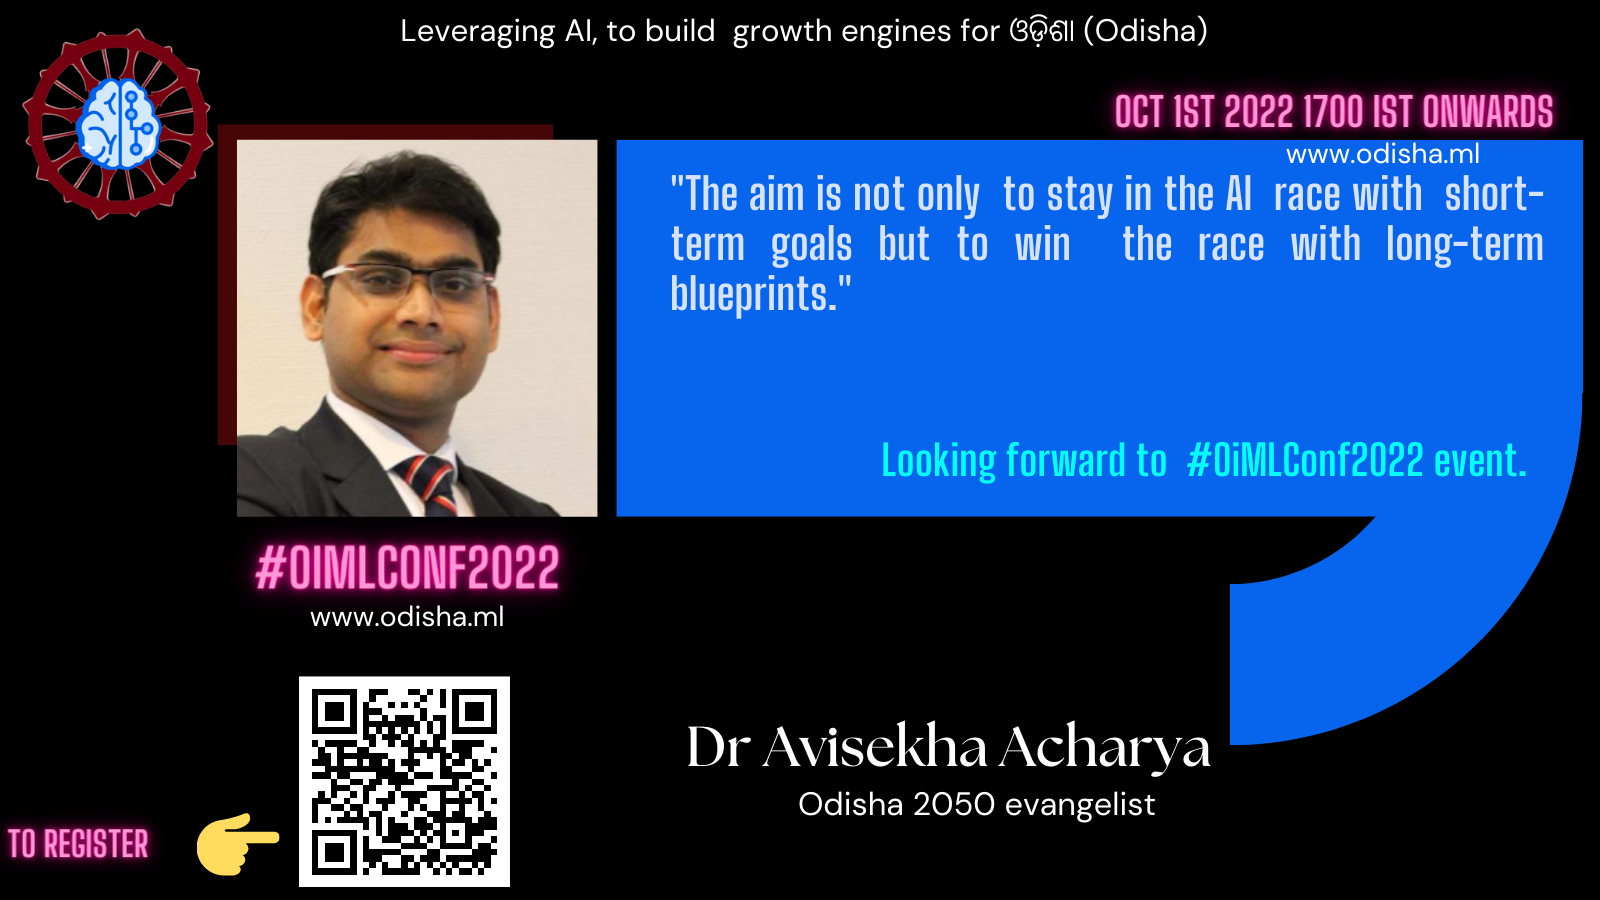 Leveraging AI, to build growth engines for ଓଡ଼ିଶା (Odisha)
OCT 1ST 2022 1700 IST ONWARDS
www.odisha.ml
"The aim is not only to stay in the AI race with short-
term goals but to win the race with long-term
blueprints."
Looking forward to #OiMLConf2022 event.
#OIMLCONF2022
www.odisha.ml
Dr Avisekha Acharya
Odisha 2050 evangelist
TO REGISTER